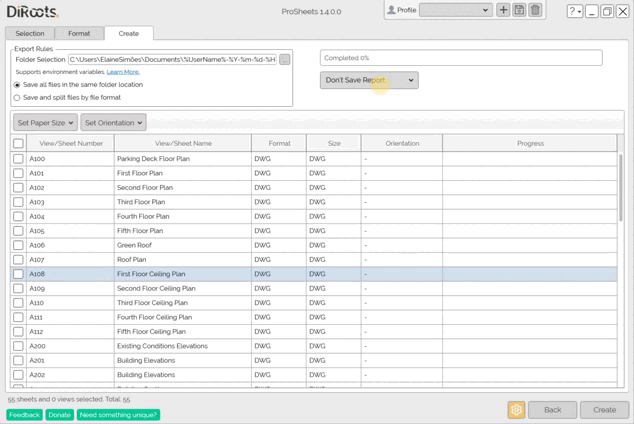 DiRoots.
ProSheets 1.4.0.0
Profile
?
Selection Format Create
Export Rules
Folder Selection C:\Users\ElaineSimões\Documents\%UserName%-%Y-%m-%d-%H ...
Supports environment variables. Learn More.
Save all files in the same folder location
Save and split files by file format
Completed 0%
Don't Save Report
Set Paper Size Set Orientation
View/Sheet Number View/Sheet Name Format Size Orientation Progress
A100 Parking Deck Floor Plan DWG DWG -
A101 First Floor Plan DWG DWG -
A102 Second Floor Plan DWG DWG -
A103 Third Floor Plan DWG DWG -
A104 Fourth Floor Plan DWG DWG -
A105 Fifth Floor Plan DWG DWG -
A106 Green Roof DWG DWG -
A107 Roof Plan DWG DWG -
A108 First Floor Ceiling Plan DWG DWG -
A109 Second Floor Ceiling Plan DWG DWG -
A110 Third Floor Ceiling Plan DWG DWG -
A111 Fourth Floor Ceiling Plan DWG DWG -
A112 Fifth Floor Ceiling Plan DWG DWG -
A200 Existing Conditions Elevations DWG DWG -
A201 Building Elevations DWG DWG -
A202 Building Elevations DWG DWG -
55 sheets and 0 views selected. Total: 55
Feedback Donate Need something unique?
Back Create